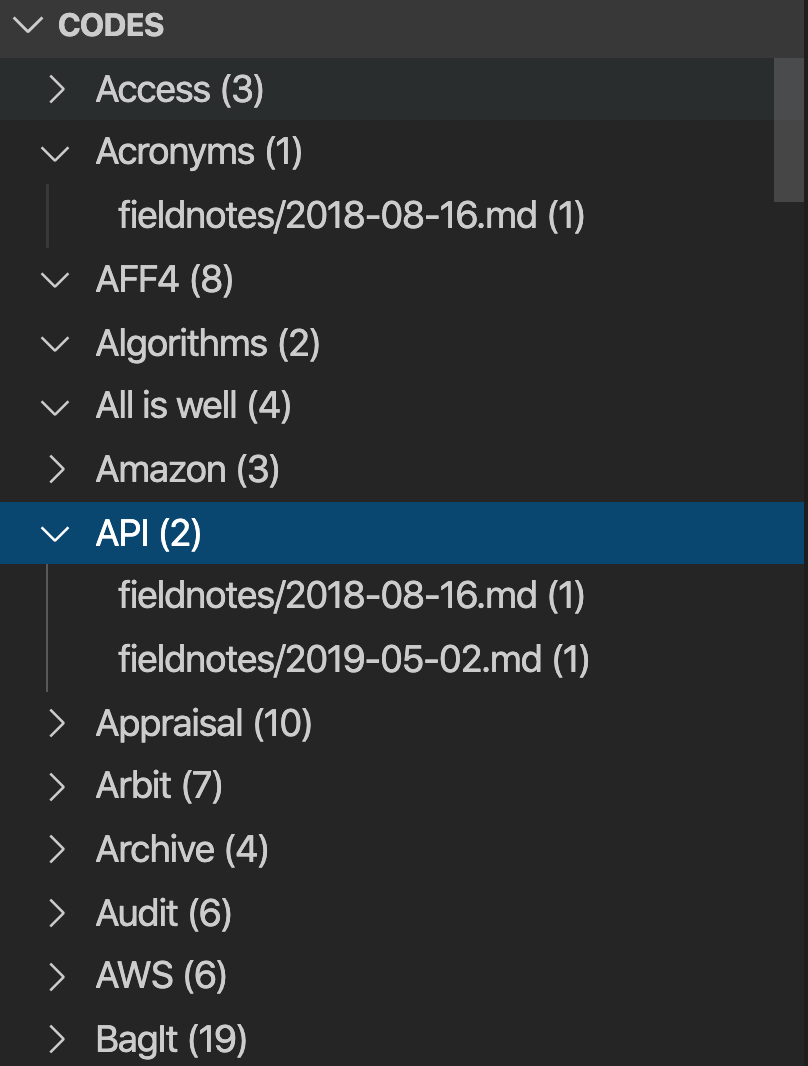 CODES
Access (3)
Acronyms (1)
fieldnotes/2018-08-16.md (1)
AFF4 (8)
Algorithms (2)
All is well (4)
Amazon (3)
API (2)
fieldnotes/2018-08-16.md (1)
fieldnotes/2019-05-02.md (1)
Appraisal (10)
Arbit (7)
Archive (4)
Audit (6)
AWS (6)
BagIt (19)